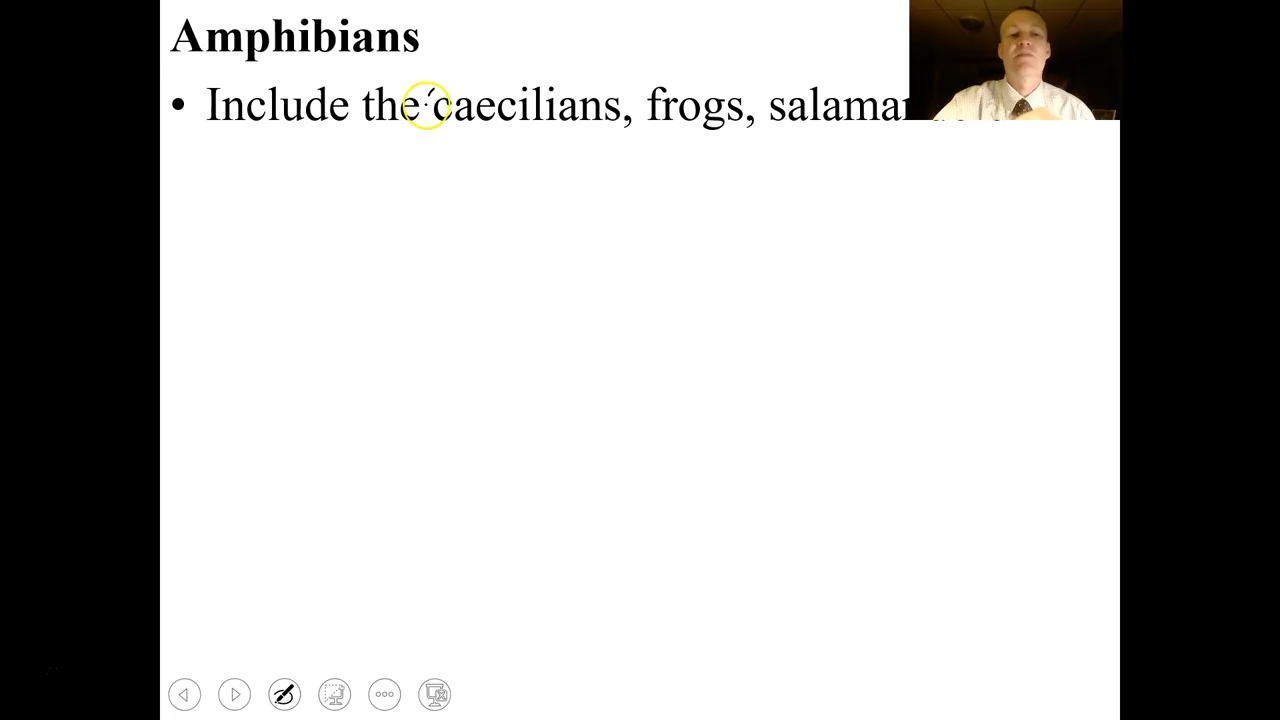 Amphibians
• Include the caecilians, frogs,